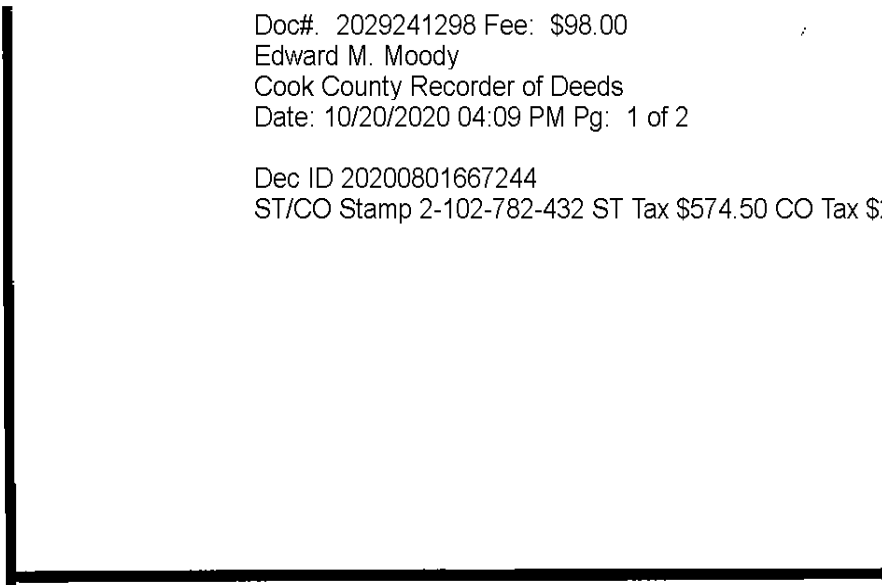 Doc#. 2029241298 Fee: $98.00
Edward M. Moody
Cook County Recorder of Deeds
Date: 10/20/2020 04:09 PM Pg: 1 of 2
Dec ID 20200801667244
ST/CO Stamp 2-102-782-432 ST Tax $574.50 CO Tax $